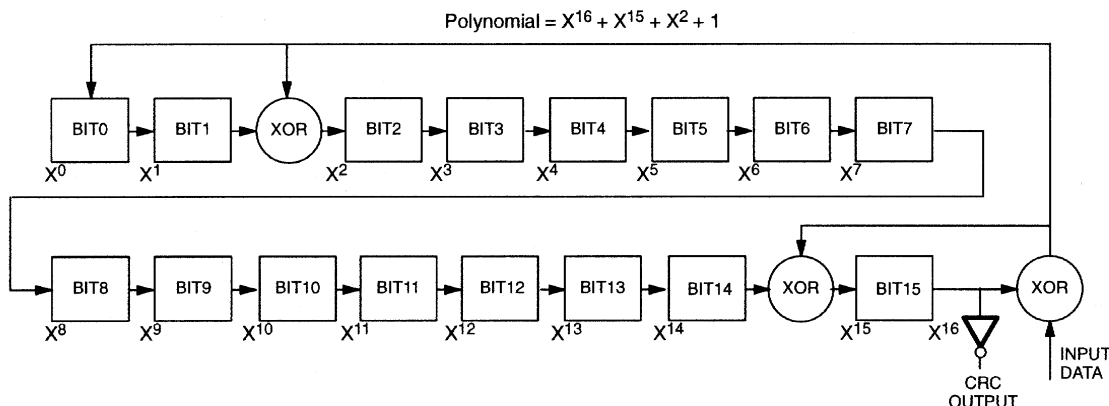 Polynomial = X16 + X15 + X2 + 1
BIT0 BIT1 XOR BIT2 BIT3 BIT4 BIT5 BIT6 BIT7
X0 X1 X2 X3 X4 X5 X6 X7
BIT8 BIT9 BIT10 BIT11 BIT12 BIT13 BIT14 XOR BIT15 XOR
X8 X9 X10 X11 X12 X13 X14 X15 X16
INPUT
DATA
CRC
OUTPUT